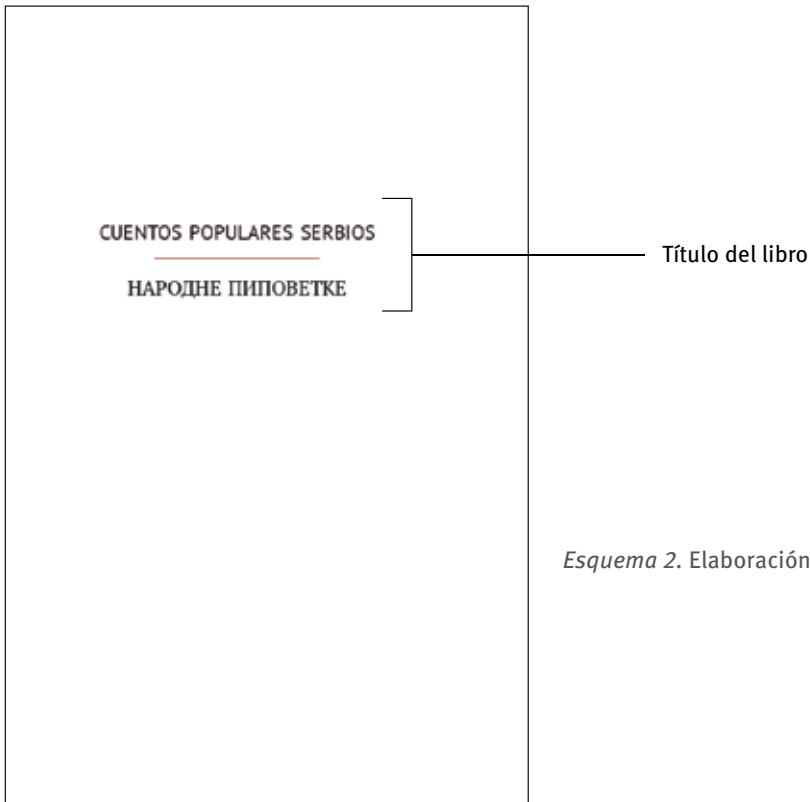 CUENTOS POPULARES SERBIOS
НАРОДНЕ ПИПОВЕТКЕ
Título del libro
Esquema 2. Elaboración